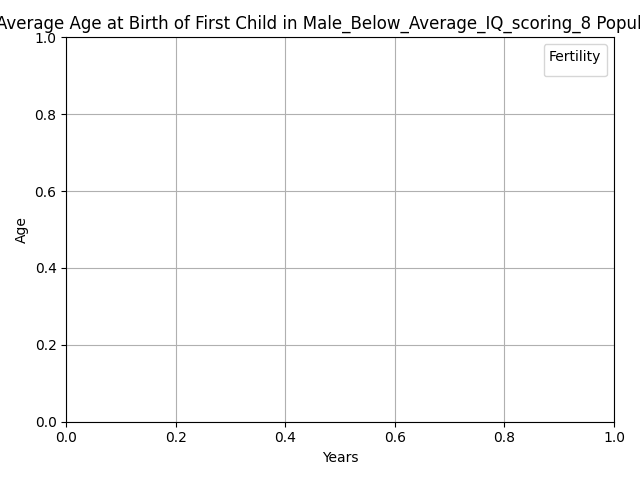 Average Age at Birth of First Child in Male_Below_Average_IQ_scoring_8 Popul
Fertility
1.0
0.8
0.6
0.4
0.2
0.0
Age
0.0 0.2 0.4 0.6 0.8 1.0
Years